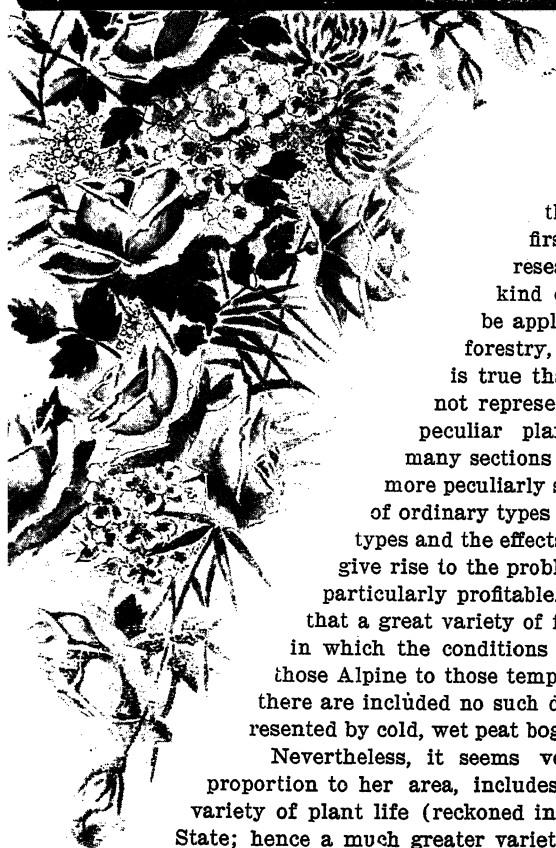 firs
kind
be appl
forestry,
is true tha
not represe
peculiar plan
many sections
more peculiarly s
of ordinary types
types and the effects
give rise to the probl
particularly profitable.
that a great variety of f
in which the conditions
those Alpine to those temp
there are included no such d
resented by cold, wet peat bog
Nevertheless, it seems ve
proportion to her area, includes
variety of plant life (reckoned in
State; hence a much greater variet